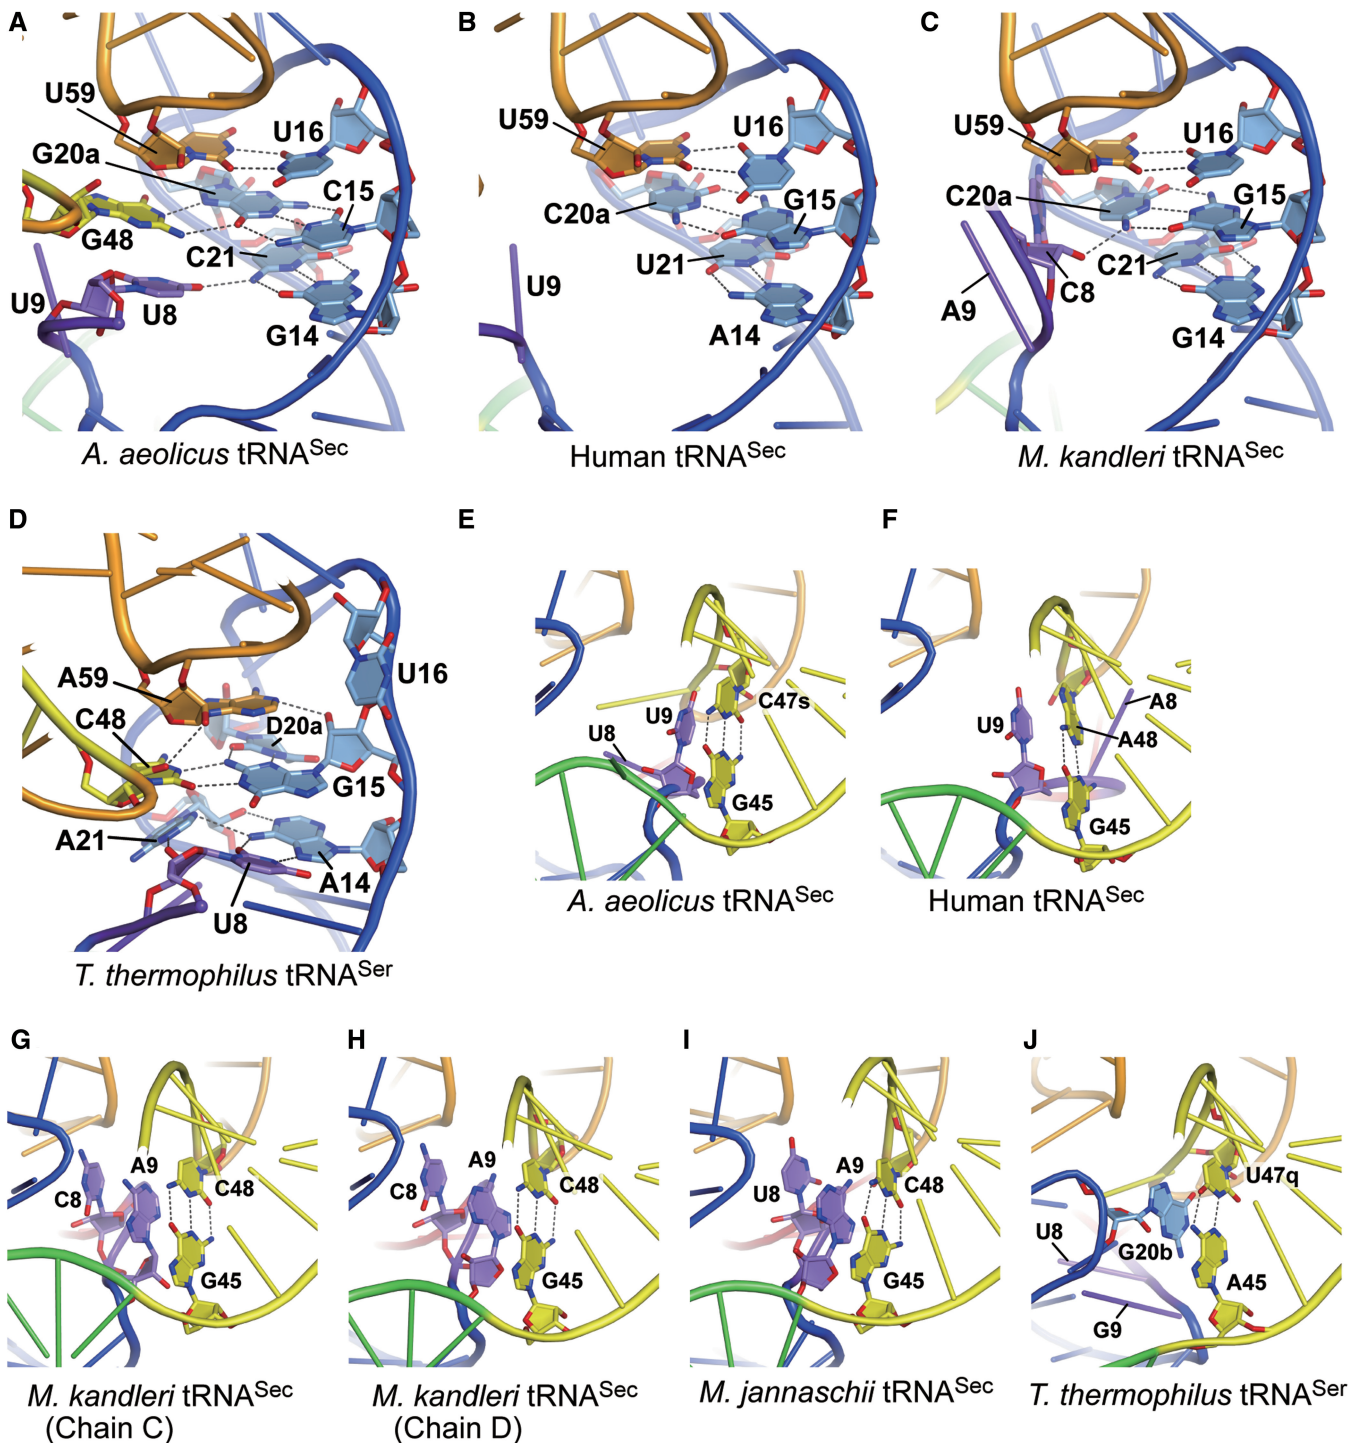 A
U59
G20a
G48
U9
U8
U16
C15
C21
G14
A. aeolicus tRNASec
B
U59
C20a
U21
U9
U16
G15
A14
Human tRNASec
C
U59
C20a
A9
C8
C21
U16
G15
G14
M. kandleri tRNASec
D
A59
C48
D20a
U16
G15
A21
A14
U8
T. thermophilus tRNASer
E
U9
U8
C47s
G45
A. aeolicus tRNASec
F
U9
A8
A48
G45
Human tRNASec
G
A9
C8
C48
G45
M. kandleri tRNASec
(Chain C)
H
A9
C8
C48
G45
M. kandleri tRNASec
(Chain D)
I
A9
U8
C48
G45
M. jannaschii tRNASec
J
U47q
U8
G20b
A45
G9
T. thermophilus tRNASer